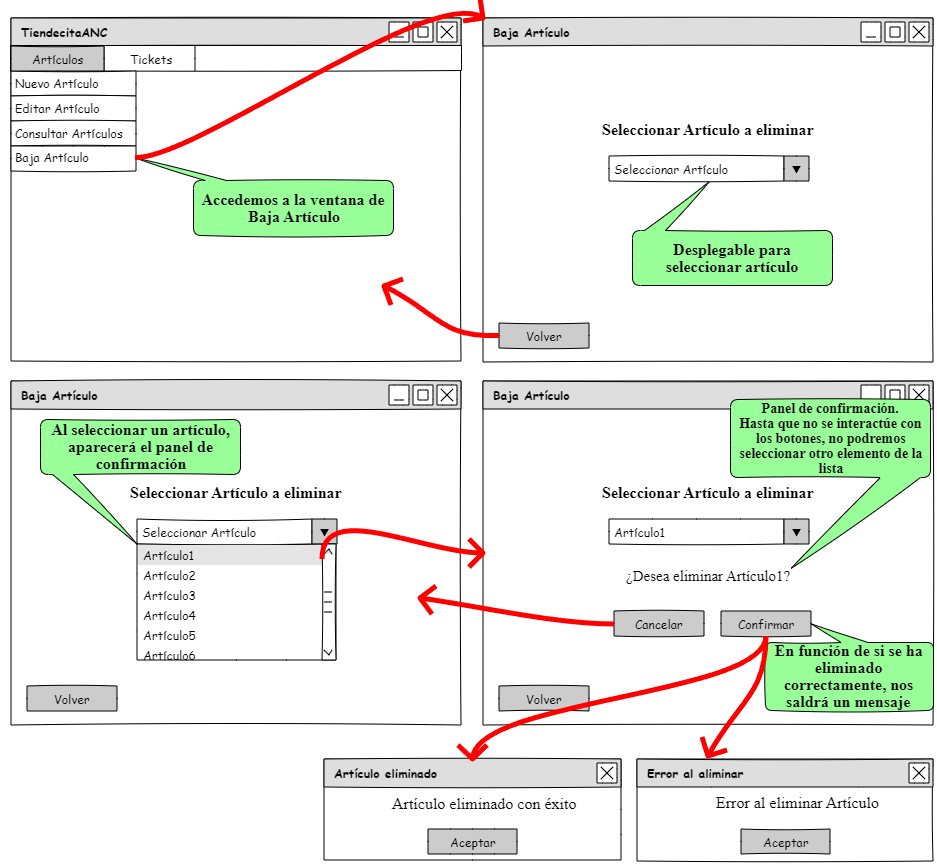 TiendecitaANC
Artículos
Tickets
Nuevo Artículo
Editar Artículo
Consultar Artículos
Baja Artículo
Accedemos a la ventana de
Baja Artículo
Baja Artículo
Seleccionar Artículo a eliminar
Seleccionar Artículo
Desplegable para
seleccionar artículo
Volver
Baja Artículo
Al seleccionar un artículo,
aparecerá el panel de
confirmación
Seleccionar Artículo a eliminar
Seleccionar Artículo
Artículo1
Artículo2
Artículo3
Artículo4
Artículo5
Artículo6
Volver
Baja Artículo
Panel de confirmación.
Hasta que no se interactúe con
los botones, no podremos
seleccionar otro elemento de la
lista
Seleccionar Artículo a eliminar
Artículo1
¿Desea eliminar Artículo1?
Cancelar
Confirmar
En función de si se ha
eliminado
correctamente, nos
saldrá un mensaje
Volver
Artículo eliminado
Artículo eliminado con éxito
Aceptar
Error al aliminar
Error al eliminar Artículo
Aceptar